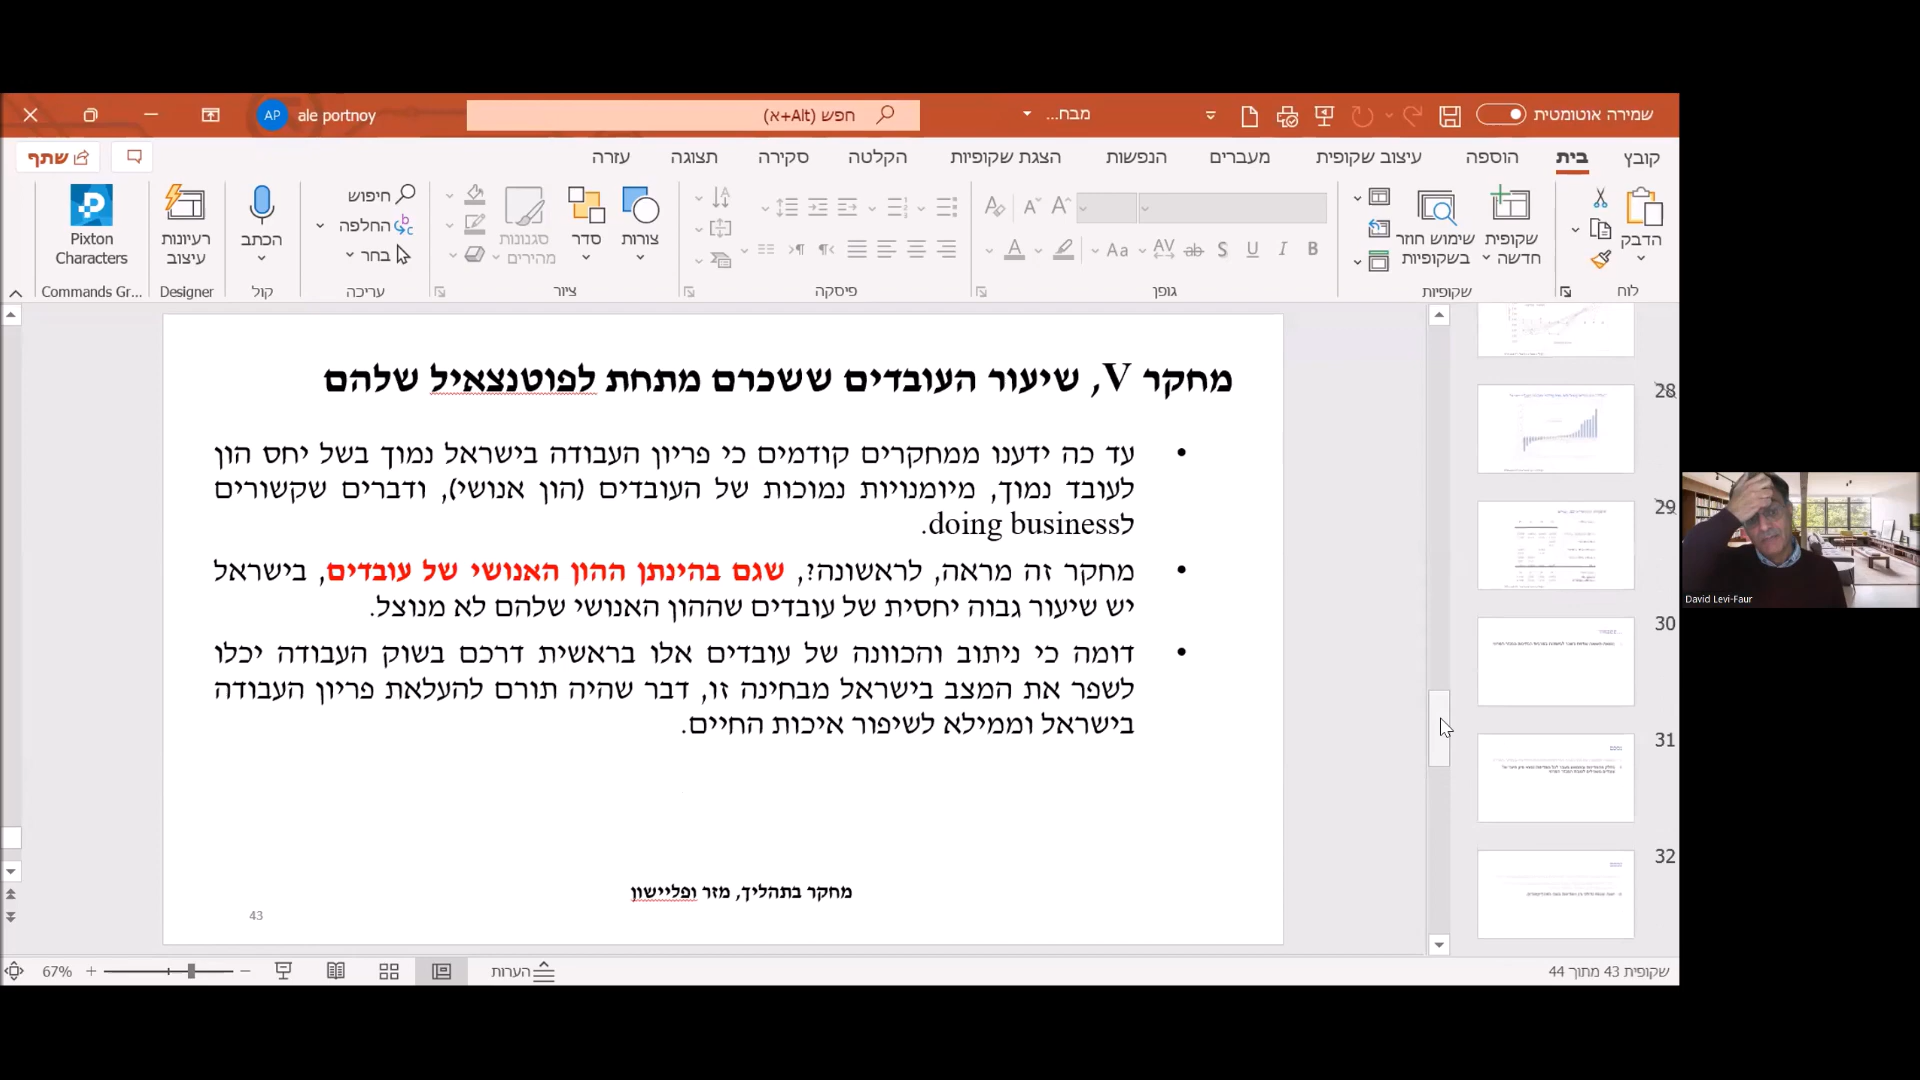 שמירה אוטומטית
מבח...
חפש (Alt+א)
ale portnoy
AP
קובץ
בית
הוספה
עיצוב שקופית
מעברים
הנפשות
הצגת שקופיות
הקלטה
סקירה
תצוגה
עזרה
שתף
הדבק
שקופית חדשה
שימוש חוזר בשקופיות
צורות
סדר
סגנונות מהירים
חיפוש
החלפה
בחר
הכתב
רעיונות עיצוב
Pixton Characters
לוח
שקופיות
גופן
פיסקה
ציור
עריכה
קול
Designer
Commands Gr...
מחקר V, שיעור העובדים ששכרם מתחת לפוטנצאיל שלהם
• עד כה ידענו ממחקרים קודמים כי פריון העבודה בישראל נמוך בשל יחס הון
לעובד נמוך, מיומנויות נמוכות של העובדים (הון אנושי), ודברים שקשורים
לdoing business.
• מחקר זה מראה, לראשונה?, שגם בהינתן ההון האנושי של עובדים, בישראל
יש שיעור גבוה יחסית של עובדים שההון האנושי שלהם לא מנוצל.
• דומה כי ניתוב והכוונה של עובדים אלו בראשית דרכם בשוק העבודה יכלו
לשפר את המצב בישראל מבחינה זו, דבר שהיה תורם להעלאת פריון העבודה
בישראל וממילא לשיפור איכות החיים.
מחקר בתהליך, מזר ופליישון
43
28
29
30
31
32
David Levi-Faur
שקופית 43 מתוך 44
הערות
67%